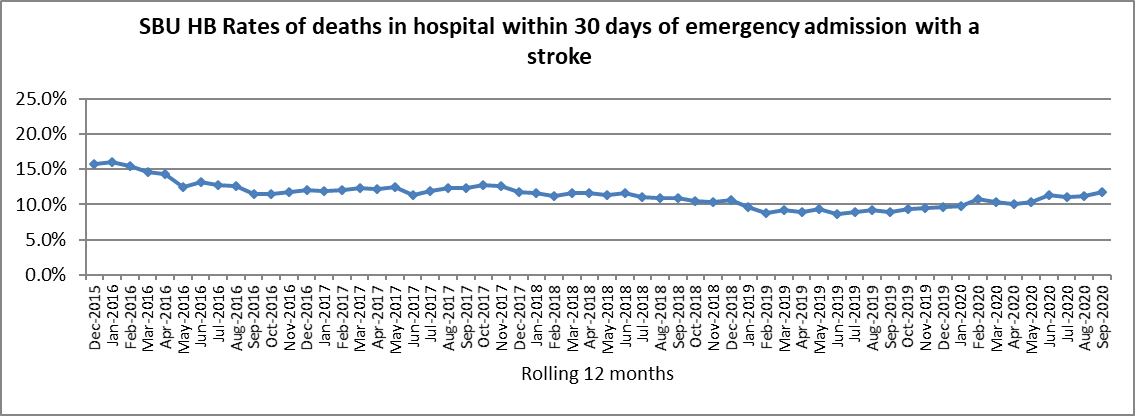 SBU HB Rates of deaths in hospital within 30 days of emergency admission with a
stroke
25.0%
20.0%
15.0%
10.0%
5.0%
0.0%
Dec-2015
Jan-2016
Feb-2016
Mar-2016
Apr-2016
May-2016
Jun-2016
Jul-2016
Aug-2016
Sep-2016
Oct-2016
Nov-2016
Dec-2016
Jan-2017
Feb-2017
Mar-2017
Apr-2017
May-2017
Jun-2017
Jul-2017
Aug-2017
Sep-2017
Oct-2017
Nov-2017
Dec-2017
Jan-2018
Feb-2018
Mar-2018
Apr-2018
May-2018
Jun-2018
Jul-2018
Aug-2018
Sep-2018
Oct-2018
Nov-2018
Dec-2018
Jan-2019
Feb-2019
Mar-2019
Apr-2019
May-2019
Jun-2019
Jul-2019
Aug-2019
Sep-2019
Oct-2019
Nov-2019
Dec-2019
Jan-2020
Feb-2020
Mar-2020
Apr-2020
May-2020
Jun-2020
Jul-2020
Aug-2020
Sep-2020
Rolling 12 months